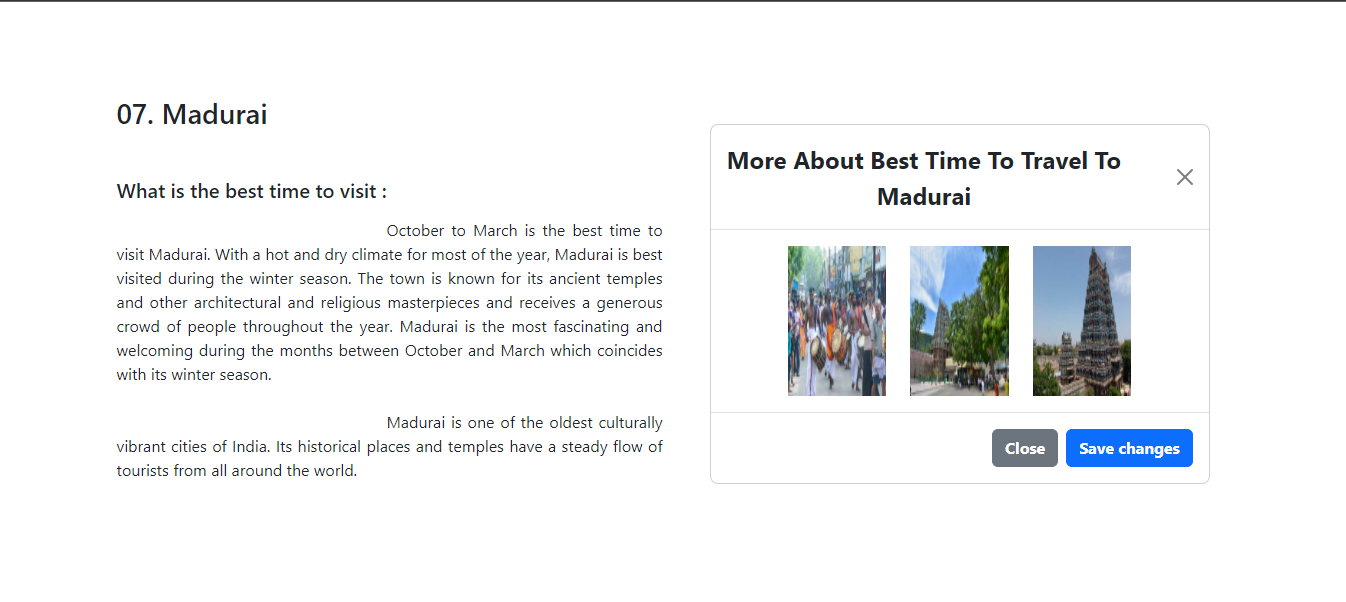 07. Madurai
What is the best time to visit :
October to March is the best time to
visit Madurai. With a hot and dry climate for most of the year, Madurai is best
visited during the winter season. The town is known for its ancient temples
and other architectural and religious masterpieces and receives a generous
crowd of people throughout the year. Madurai is the most fascinating and
welcoming during the months between October and March which coincides
with its winter season.
Madurai is one of the oldest culturally
vibrant cities of India. Its historical places and temples have a steady flow of
tourists from all around the world.
More About Best Time To Travel To
Madurai
Close
Save changes